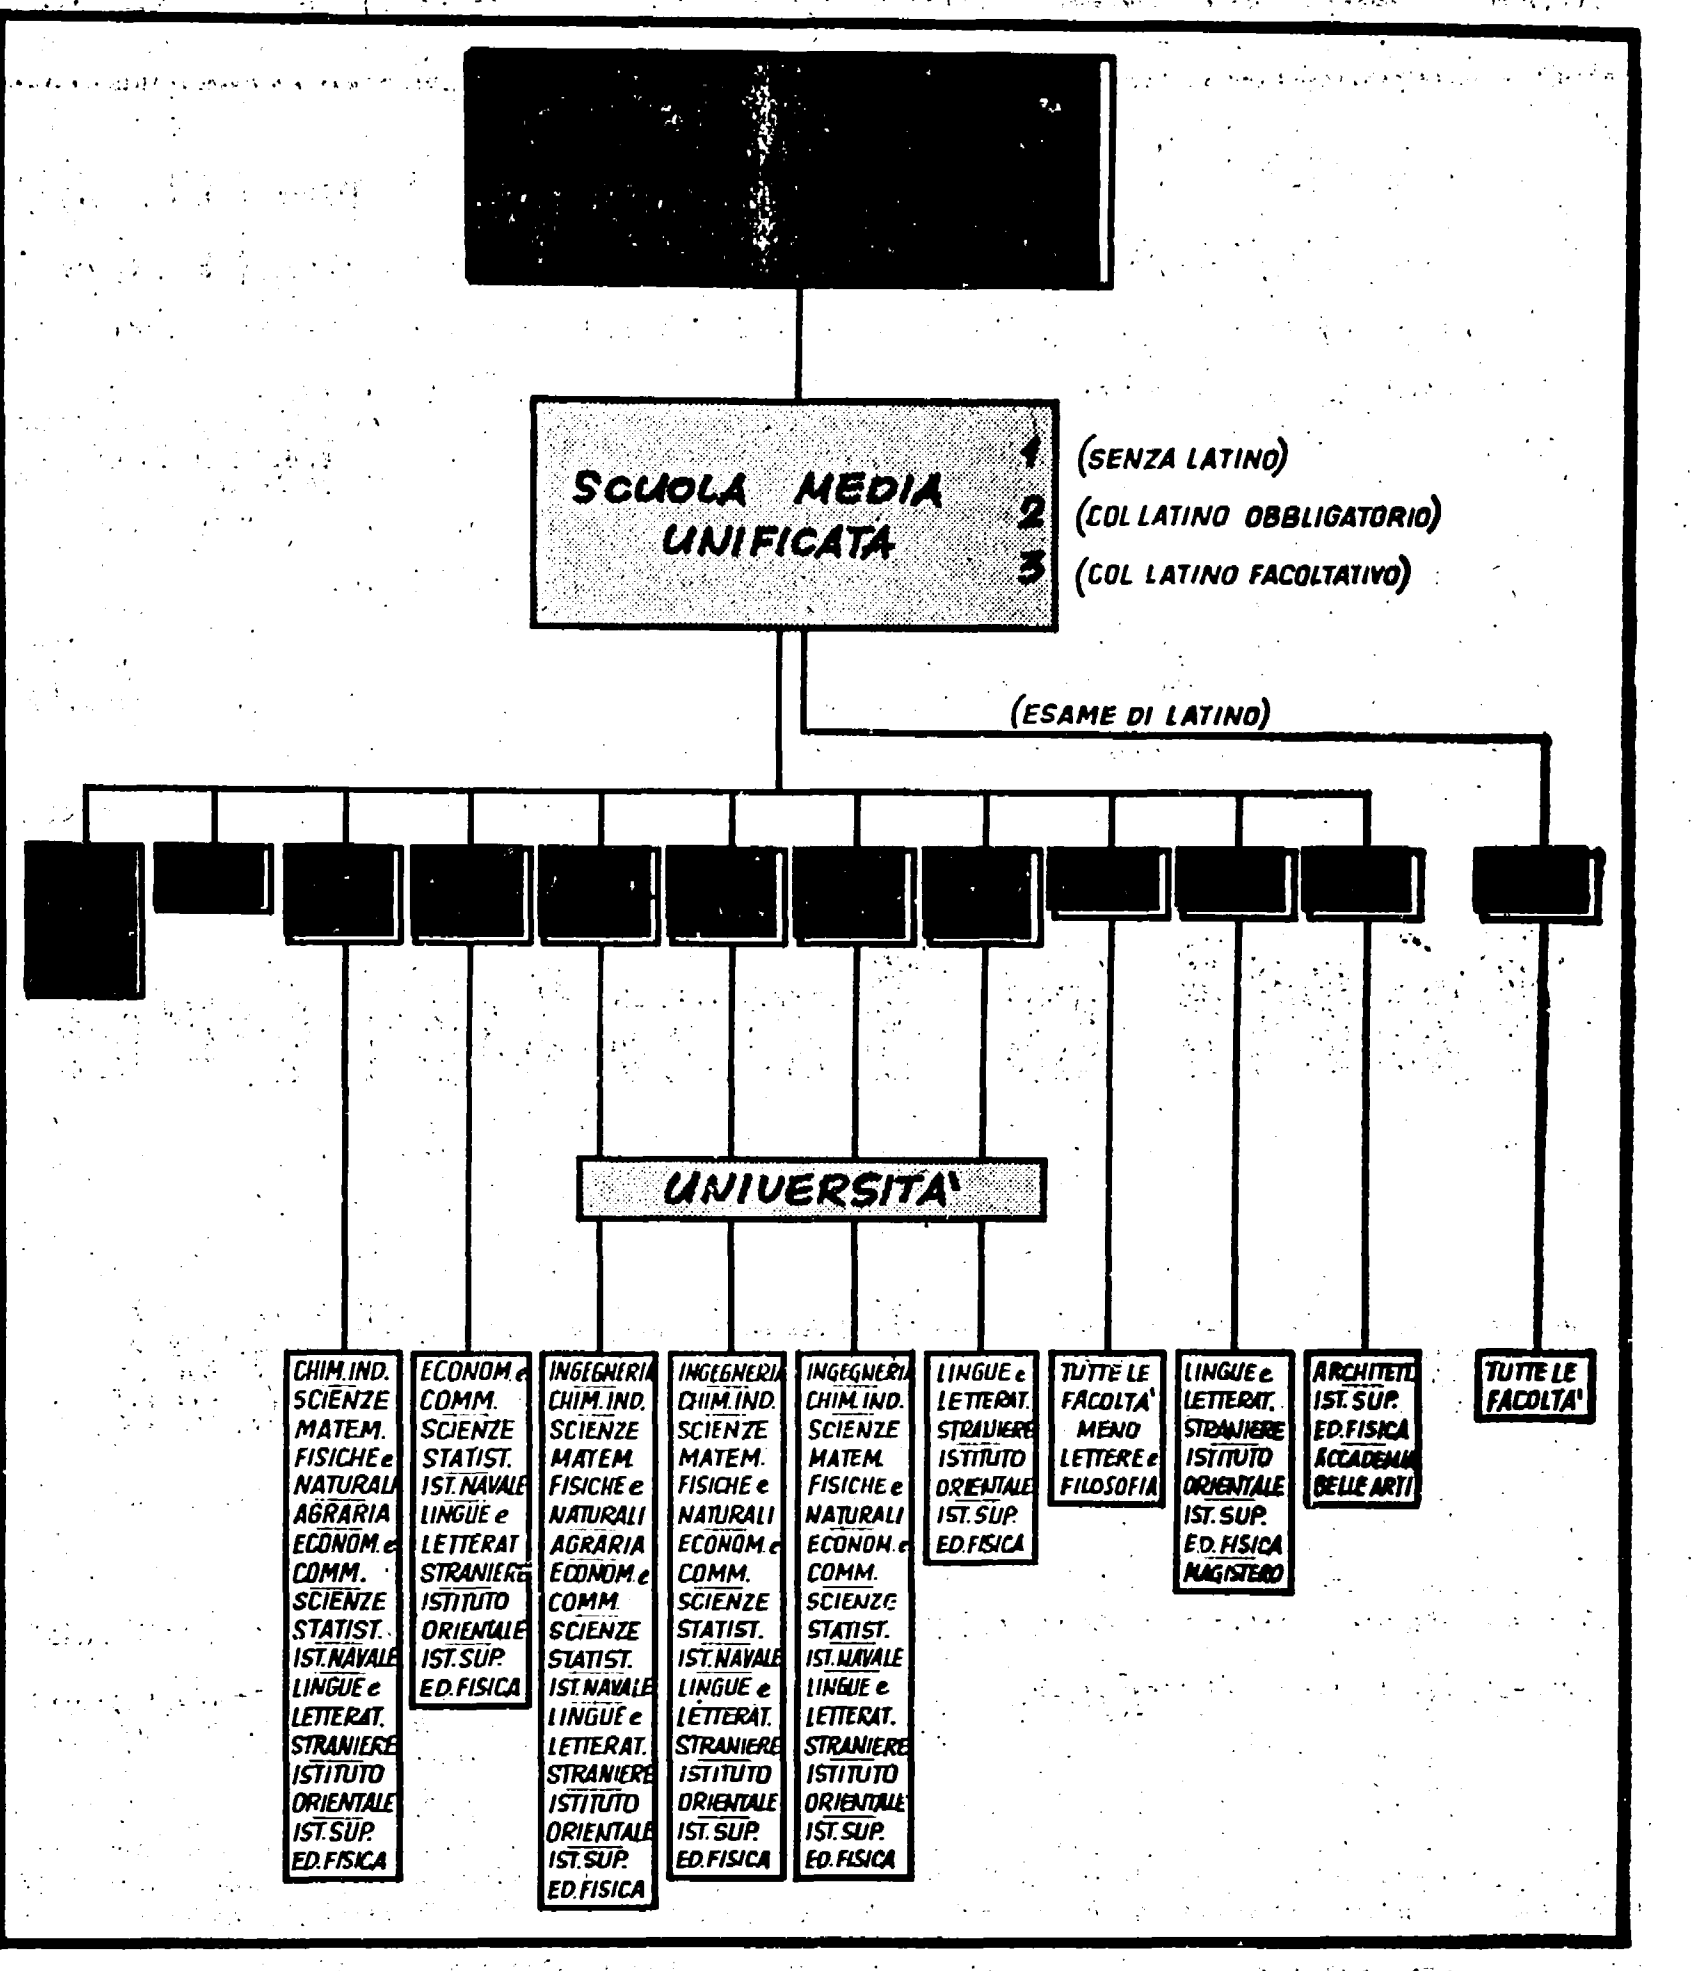 SCUOLA MEDIA
UNIFICATA
1 (SENZA LATINO)
2 (COL LATINO OBBLIGATORIO)
3 (COL LATINO FACOLTATIVO)
(ESAME DI LATINO)
UNIVERSITA'
CHIM. IND.
SCIENZE
MATEM.
FISICHE e
NATURALI
AGRARIA
ECONOM. e
COMM.
SCIENZE
STATIST.
IST. NAVALE
LINGUE e
LETTERAT.
STRANIERE
ISTITUTO
ORIENTALE
IST. SUP.
ED. FISICA
ECONOM. e
COMM.
SCIENZE
STATIST.
IST. NAVALE
LINGUE e
LETTERAT
STRANIERE
ISTITUTO
ORIENTALE
IST. SUP.
ED. FISICA
INGEGNERIA
CHIM. IND.
SCIENZE
MATEM.
FISICHE e
NATURALI
AGRARIA
ECONOM. e
COMM.
SCIENZE
STATIST.
IST. NAVALE
LINGUE e
LETTERAT.
STRANIERE
ISTITUTO
ORIENTALE
IST. SUP.
ED. FISICA
INGEGNERIA
CHIM. IND.
SCIENZE
MATEM.
FISICHE e
NATURALI
ECONOM. e
COMM.
SCIENZE
STATIST.
IST. NAVALE
LINGUE e
LETTERAT.
STRANIERE
ISTITUTO
ORIENTALE
IST. SUP.
ED. FISICA
INGEGNERIA
CHIM. IND.
SCIENZE
MATEM.
FISICHE e
NATURALI
ECONOM. e
COMM.
SCIENZE
STATIST.
IST. NAVALE
LINGUE e
LETTERAT.
STRANIERE
ISTITUTO
ORIENTALE
IST. SUP.
ED. FISICA
LINGUE e
LETTERAT.
STRANIERE
ISTITUTO
ORIENTALE
IST. SUP.
ED. FISICA
TUTTE LE
FACOLTA'
MENO
LETTERE e
FILOSOFIA
LINGUE e
LETTERAT.
STRANIERE
ISTITUTO
ORIENTALE
IST. SUP.
ED. FISICA
MAGISTERO
ARCHITETT.
IST. SUP.
ED. FISICA
ACCADEMIA
BELLE ARTI
TUTTE LE
FACOLTA'